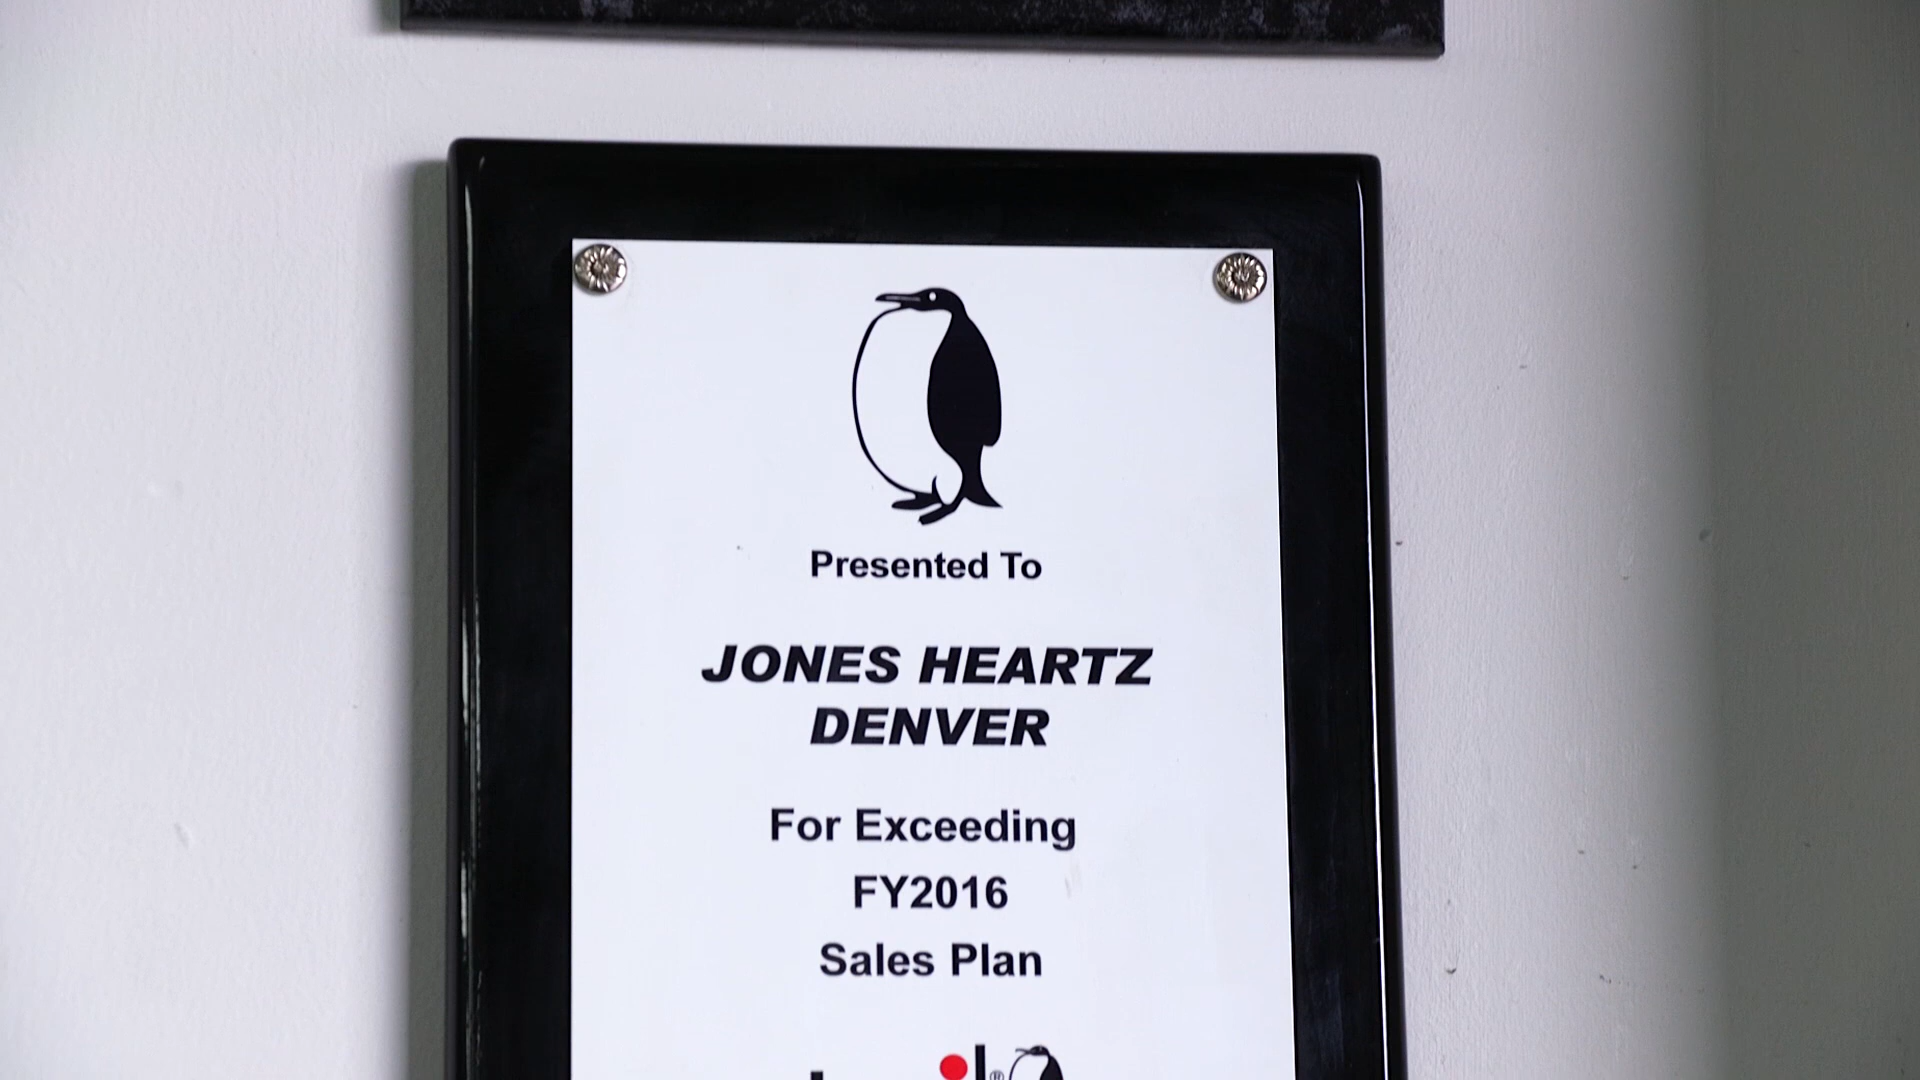 Presented To
JONES HEARTZ
DENVER
For Exceeding
FY2016
Sales Plan